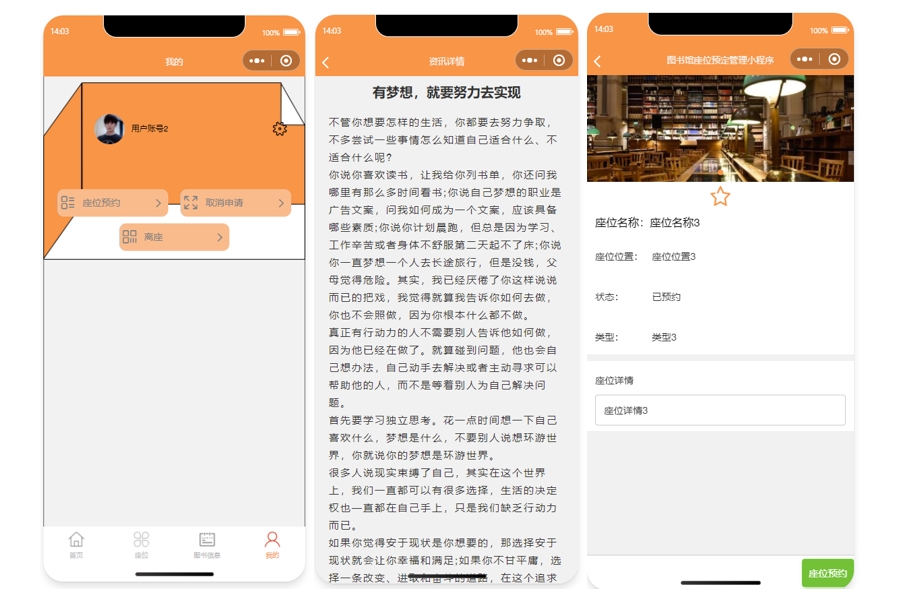 14:03
100%
我的
用户账号2
座位预约
取消申请
离座
首页
座位
图书信息
我的
14:03
100%
资讯详情
有梦想，就要努力去实现
不管你想要怎样的生活，你都要去努力争取，
不多尝试一些事情怎么知道自己适合什么、不
适合什么呢？
你说你喜欢读书，让我给你列书单，你还问我
哪里有那么多时间看书;你说自己梦想的职业是
广告文案，问我如何成为一个文案，应该具备
哪些素质;你说你计划晨跑，但总是因为学习、
工作辛苦或者身体不舒服第二天起不了床;你说
你一直梦想一个人去长途旅行，但是没钱，父
母觉得危险。其实，我已经厌倦了你这样说说
而已的把戏，我觉得就算我告诉你如何去做，
你也不会照做，因为你根本什么都不做。
真正有行动力的人不需要别人告诉他如何做，
因为他已经在做了。就算碰到问题，他也会自
己想办法，自己动手去解决或者主动寻求可以
帮助他的人，而不是等着别人为自己解决问
题。
首先要学习独立思考。花一点时间想一下自己
喜欢什么，梦想是什么，不要别人说想环游世
界，你就说你的梦想是环游世界。
很多人说现实束缚了自己，其实在这个世界
上，我们一直都可以有很多选择，生活的决定
权也一直都在自己手上，只是我们缺乏行动力
而已。
如果你觉得安于现状是你想要的，那选择安于
现状就会让你幸福和满足;如果你不甘平庸，选
择一条改变、进取和奋斗的道路，在这个追求
14:03
100%
图书馆座位预定管理小程序
座位名称：座位名称3
座位位置： 座位位置3
状态： 已预约
类型： 类型3
座位详情
座位详情3
座位预约